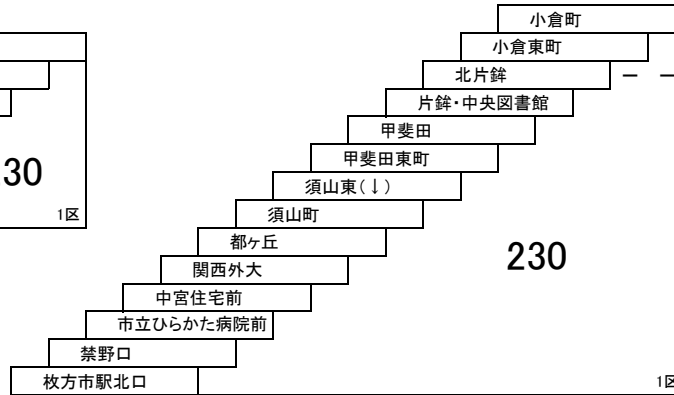 小倉町
小倉東町
北片鉾
片鉾・中央図書館
甲斐田
甲斐田東町
須山東(↓)
須山町
都ヶ丘
関西外大
中宮住宅前
市立ひらかた病院前
禁野口
枚方市駅北口
30
1区
230
1区